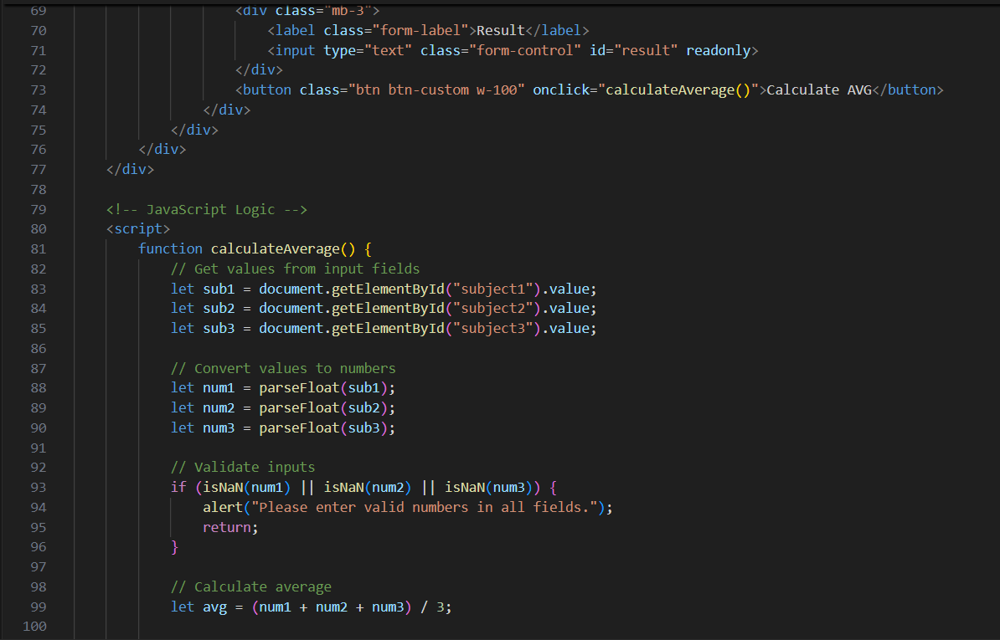 69 <div class="mb-3">
70 <label class="form-label">Result</label>
71 <input type="text" class="form-control" id="result" readonly>
72 </div>
73 <button class="btn btn-custom w-100" onclick="calculateAverage()">Calculate AVG</button>
74 </div>
75 </div>
76 </div>
77 </div>
78
79 <!-- JavaScript Logic -->
80 <script>
81 function calculateAverage() {
82 // Get values from input fields
83 let sub1 = document.getElementById("subject1").value;
84 let sub2 = document.getElementById("subject2").value;
85 let sub3 = document.getElementById("subject3").value;
86
87 // Convert values to numbers
88 let num1 = parseFloat(sub1);
89 let num2 = parseFloat(sub2);
90 let num3 = parseFloat(sub3);
91
92 // Validate inputs
93 if (isNaN(num1) || isNaN(num2) || isNaN(num3)) {
94 alert("Please enter valid numbers in all fields.");
95 return;
96 }
97
98 // Calculate average
99 let avg = (num1 + num2 + num3) / 3;
100